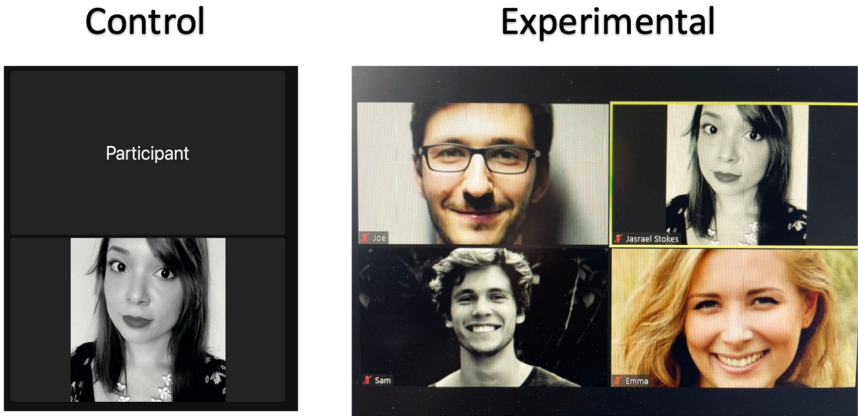 Control
Experimental
Participant
Joe
Jasrael Stokes
Sam
Emma